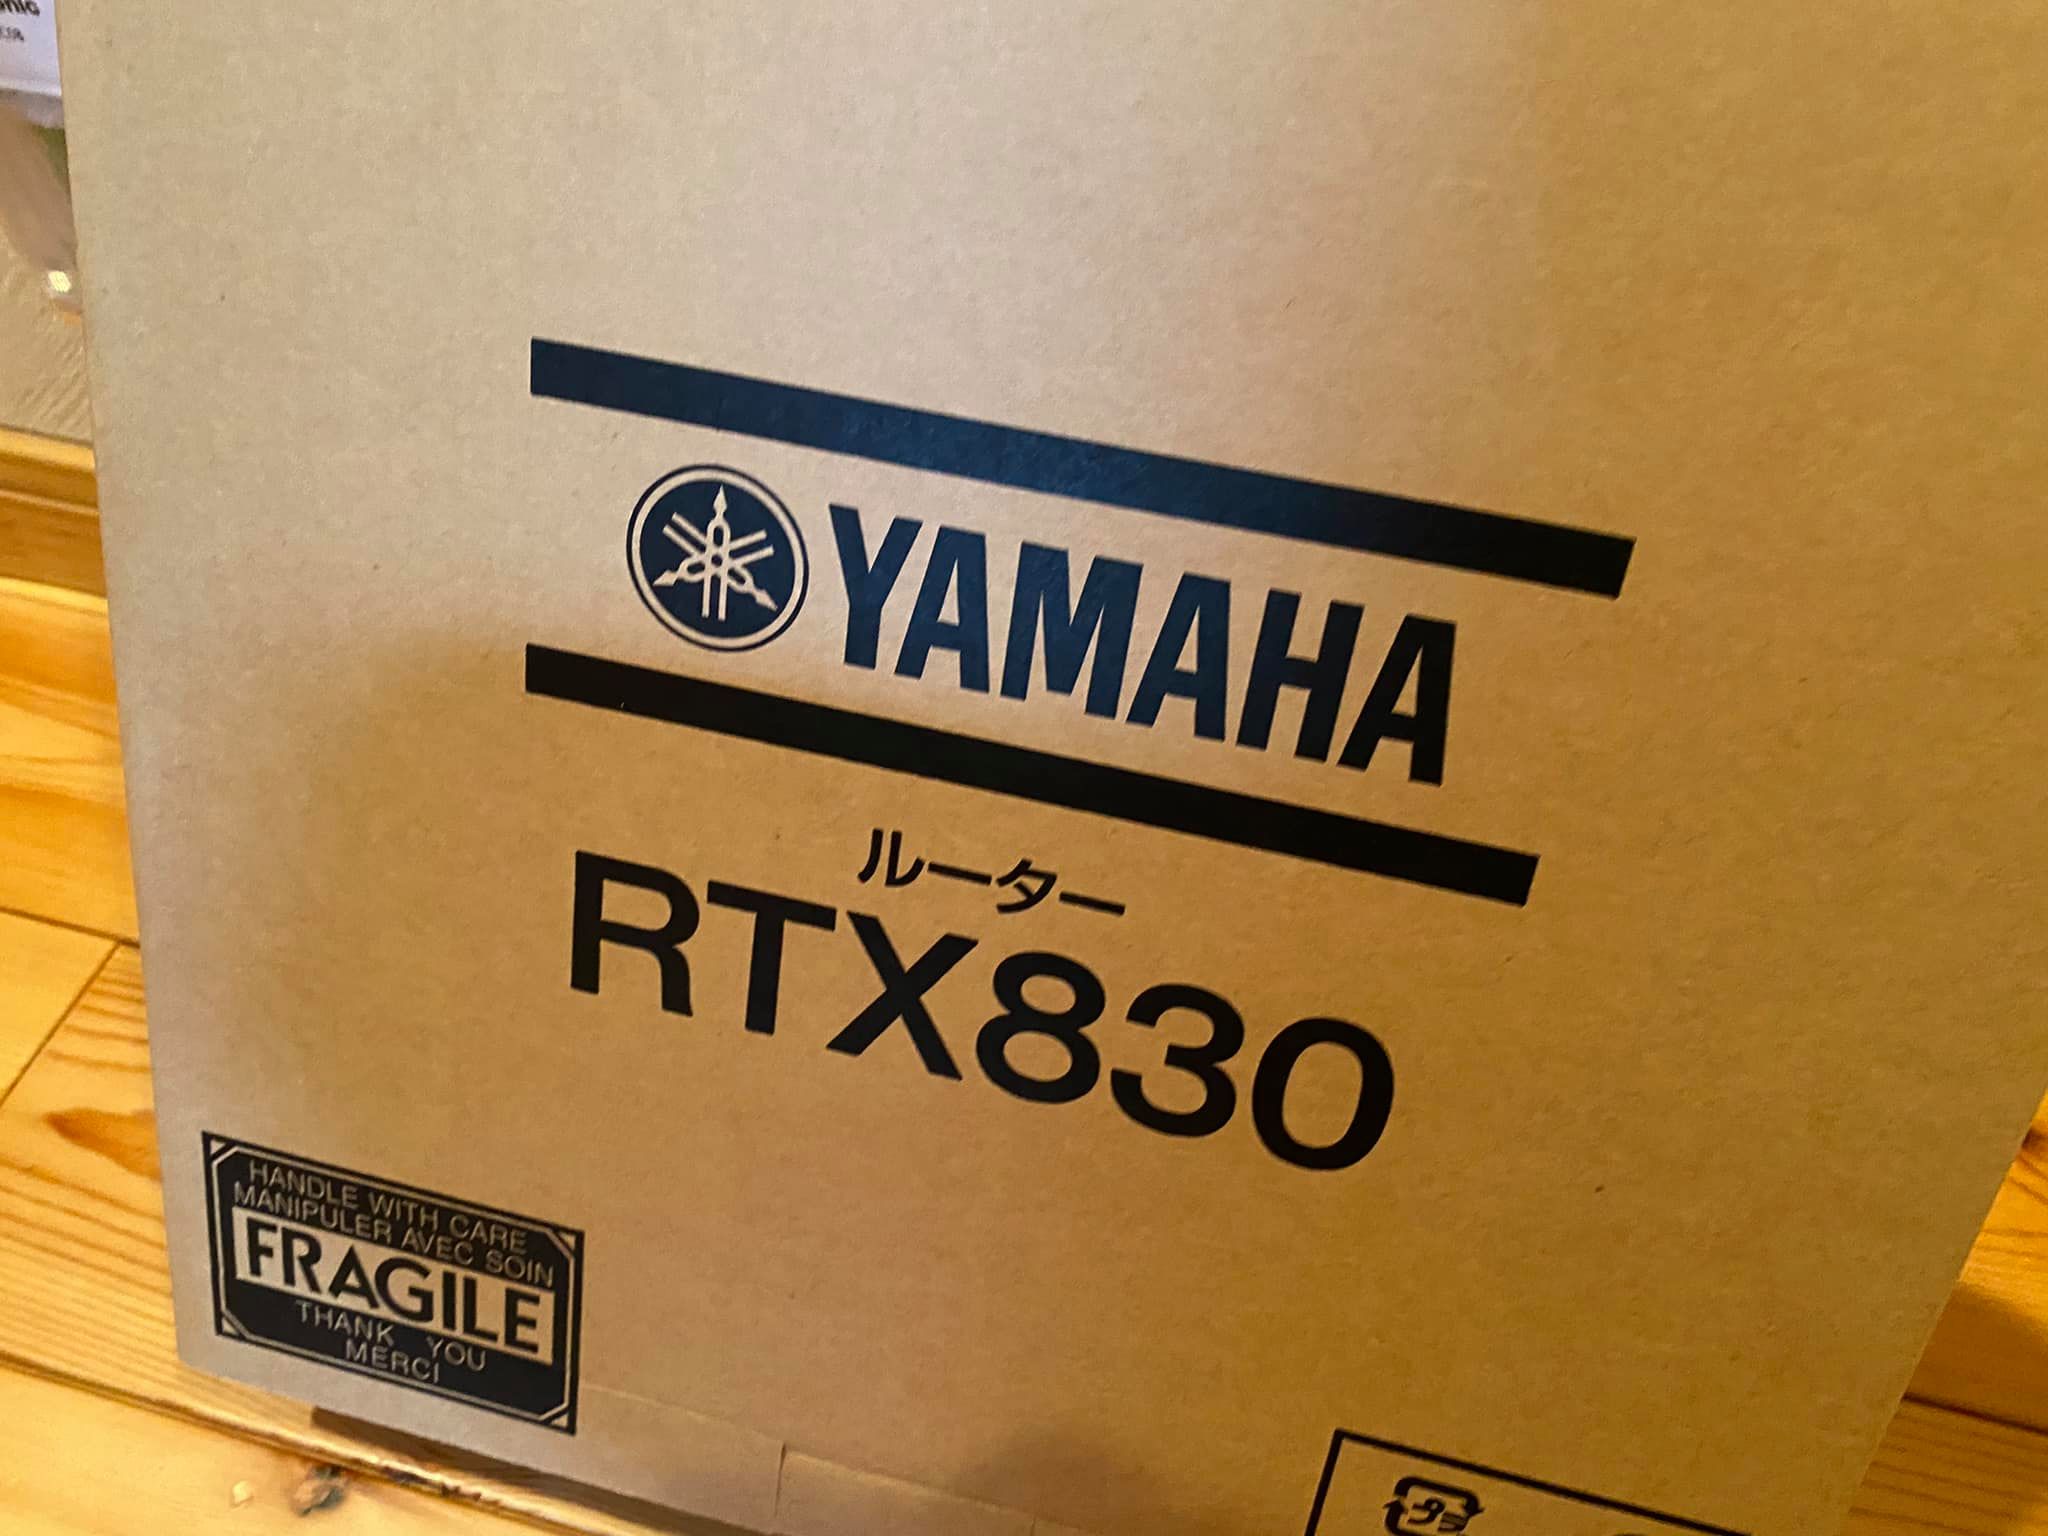 YAMAHA
ルーター
RTX830
HANDLE WITH CARE
MANIPULER AVEC SOIN
FRAGILE
THANK YOU
MERCI